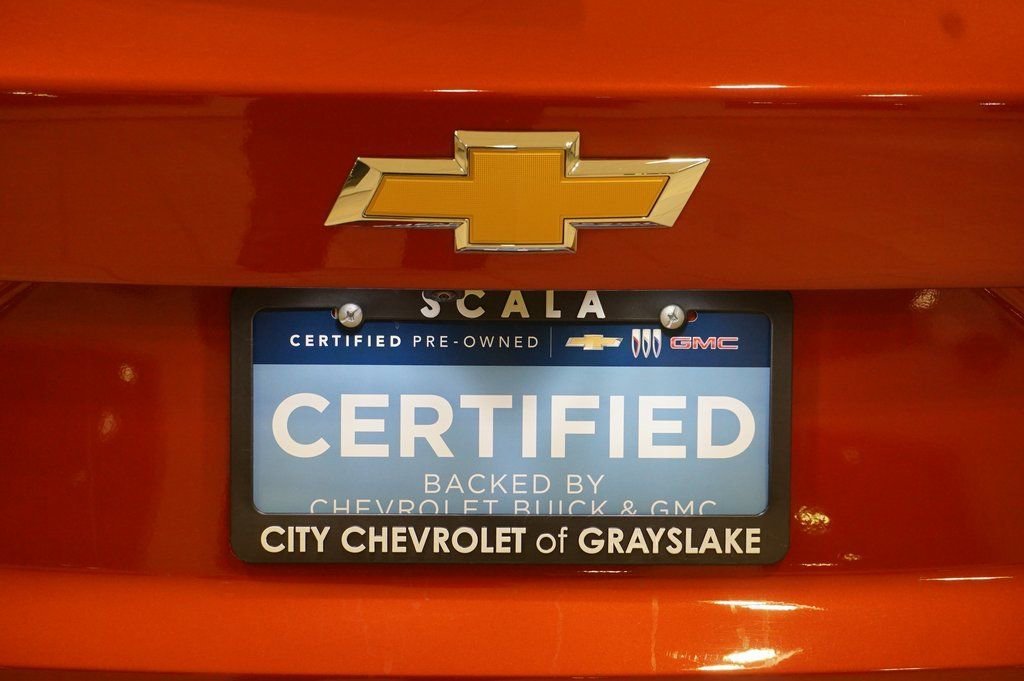 SCALA
CERTIFIED PRE-OWNED GMC
CERTIFIED
BACKED BY
CHEVROLET BUICK & GMC
CITY CHEVROLET of GRAYSLAKE